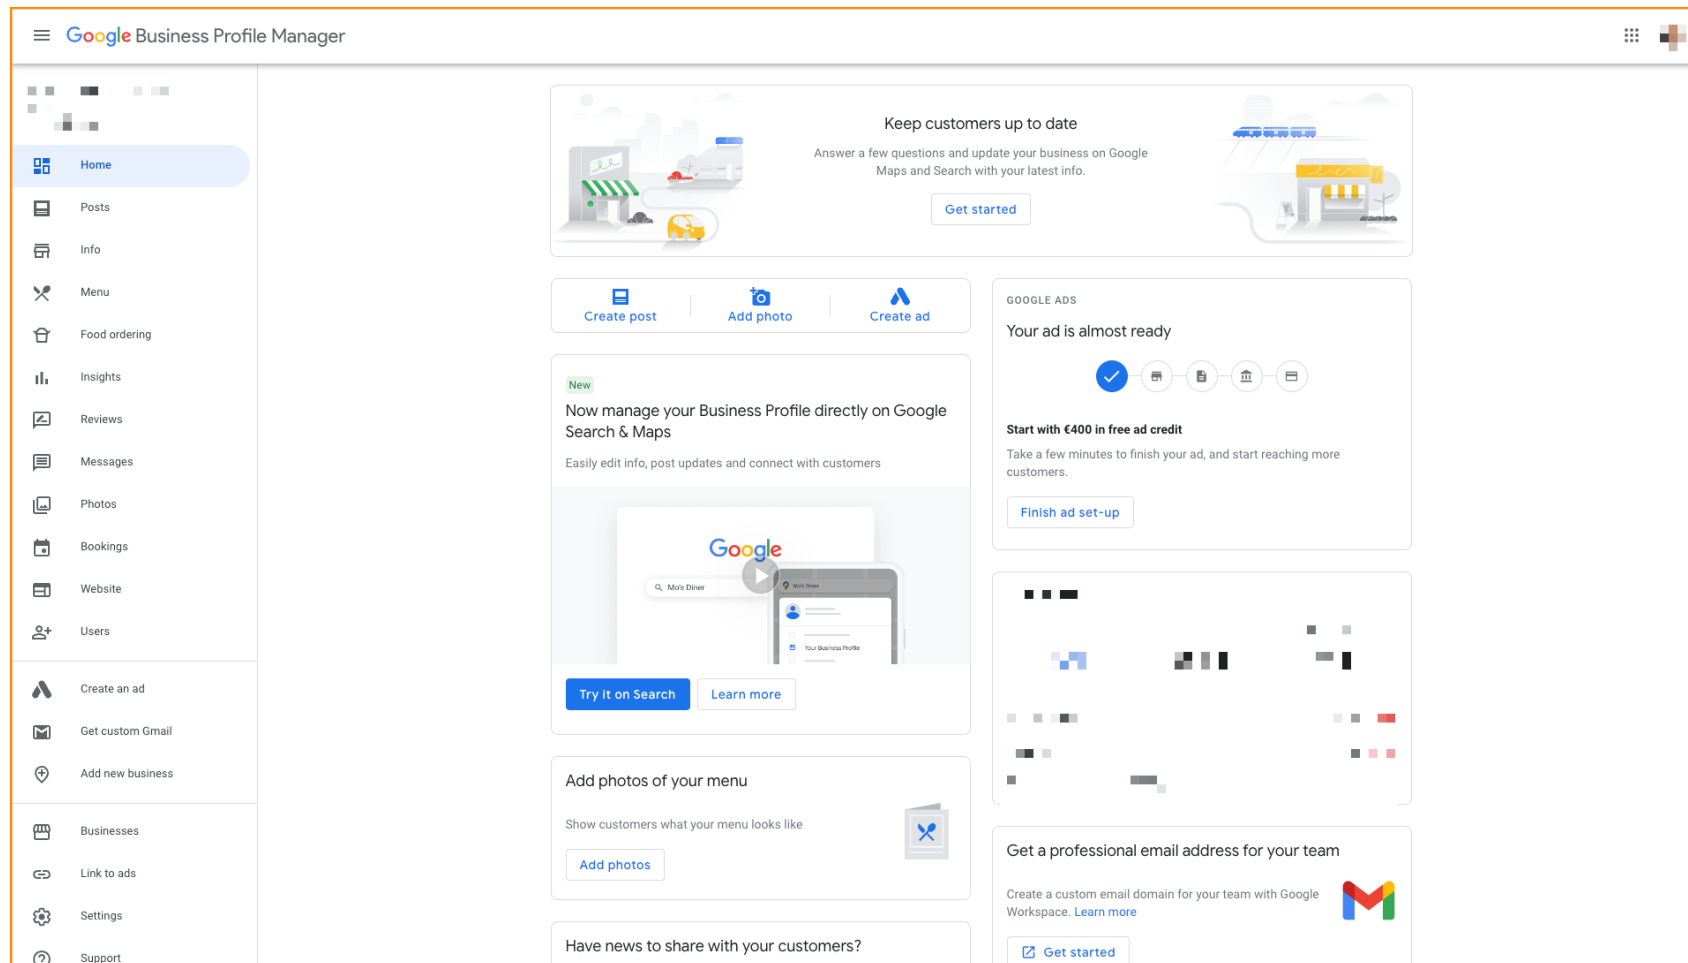 Google Business Profile Manager
Home
Posts
Info
Menu
Food ordering
Insights
Reviews
Messages
Photos
Bookings
Website
Users
Create an ad
Get custom Gmail
Add new business
Businesses
Link to ads
Settings
Support
Keep customers up to date
Answer a few questions and update your business on Google
Maps and Search with your latest info.
Get started
Create post
Add photo
Create ad
New
Now manage your Business Profile directly on Google
Search & Maps
Easily edit info, post updates and connect with customers
Google
Mo's Diner
Mo's Diner
Your Business Profile
Try it on Search
Learn more
Add photos of your menu
Show customers what your menu looks like
Add photos
Have news to share with your customers?
GOOGLE ADS
Your ad is almost ready
Start with €400 in free ad credit
Take a few minutes to finish your ad, and start reaching more
customers.
Finish ad set-up
Get a professional email address for your team
Create a custom email domain for your team with Google
Workspace. Learn more
Get started